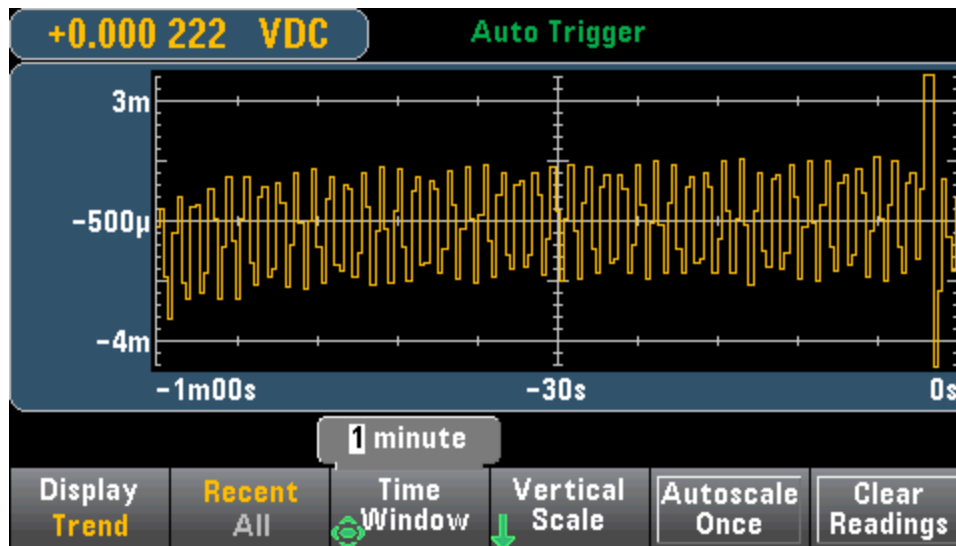 +0.000 222 VDC
Auto Trigger
3m
-500µ
-4m
-1m00s -30s 0s
1 minute
Display Recent Time Vertical Autoscale Clear
Trend All Window Scale Once Readings